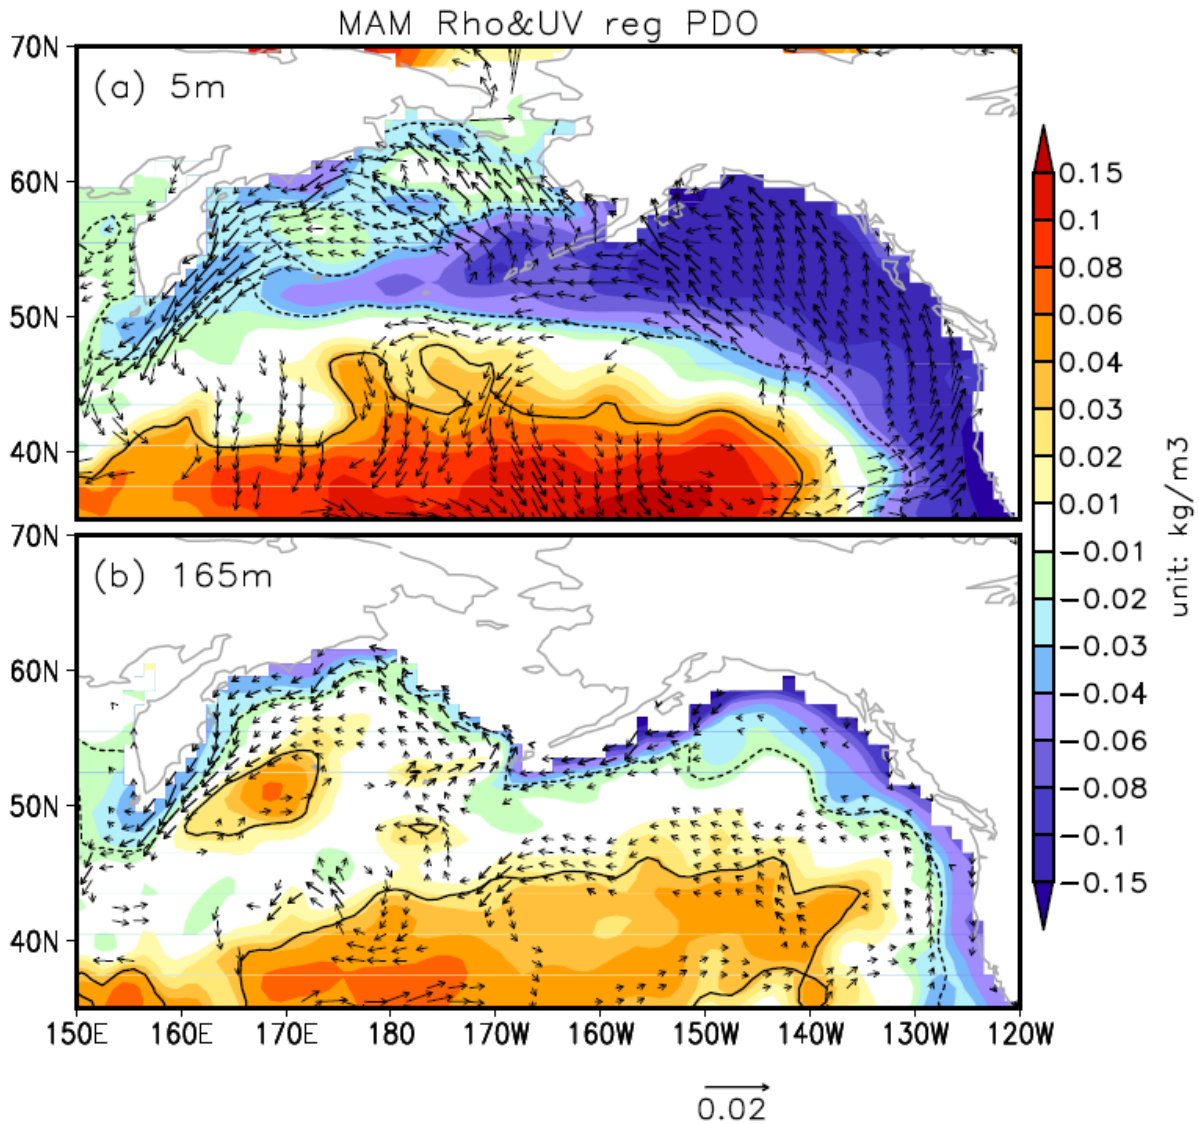 MAM Rho&UV reg PDO
70N
(a) 5m
60N
50N
40N
70N
(b) 165m
60N
50N
40N
150E 160E 170E 180 170W 160W 150W 140W 130W 120W
0.02
0.15
0.1
0.08
0.06
0.04
0.03
0.02
0.01
−0.01
−0.02
−0.03
−0.04
−0.06
−0.08
−0.1
−0.15
unit: kg/m3